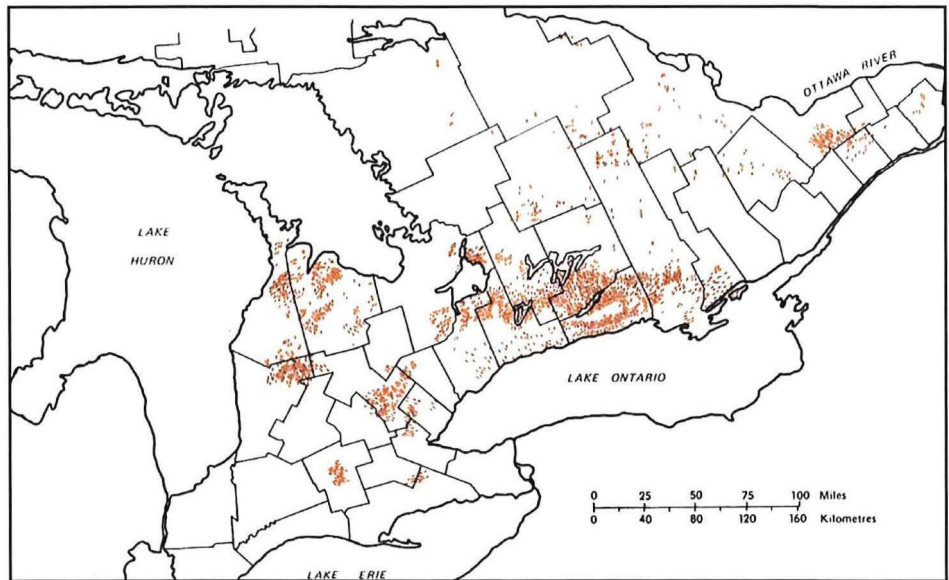 OTTAWA RIVER
LAKE
HURON
LAKE ONTARIO
0 25 50 75 100 Miles
0 40 80 120 160 Kilometres
LAKE ERIE